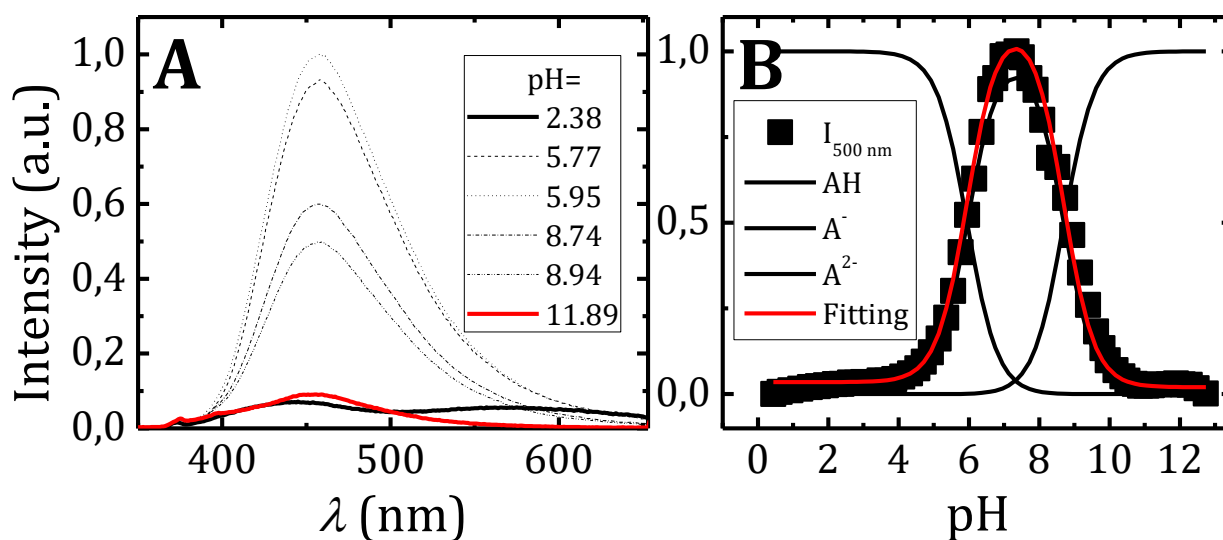 A
pH=
2.38
5.77
5.95
8.74
8.94
11.89
1,0
0,8
0,6
0,4
0,2
0,0
Intensity (a.u.)
400 500 600
λ (nm)
B
I500 nm
AH
A-
A2-
Fitting
1,0
0,5
0,0
0 2 4 6 8 10 12
pH